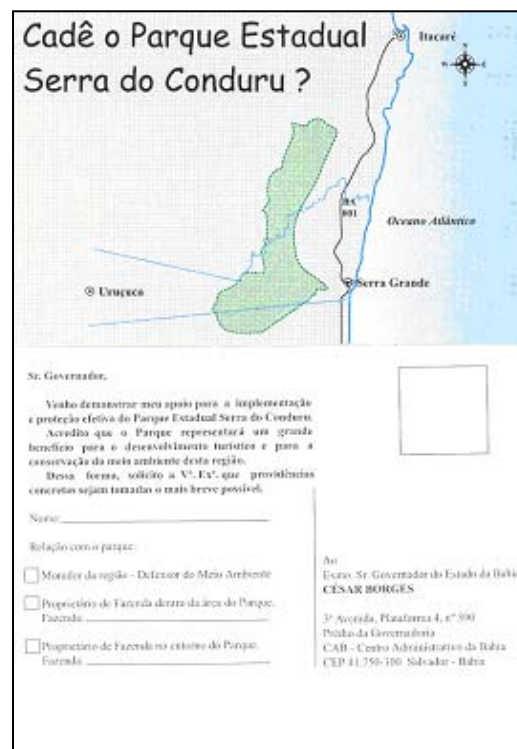 Cadê o Parque Estadual
Serra do Conduru ?
Itacaré
N
W
E
S
BA
001
Oceano Atlântico
Uruçuca
Serra Grande
Sr. Governador,
Venho demonstrar meu apoio para a implementação
e proteção efetiva do Parque Estadual Serra do Conduru.
Acredito que o Parque representará um grande
benefício para o desenvolvimento turístico e para a
conservação do meio ambiente desta região.
Dessa forma, solicito a Vª. Exª. que providências
concretas sejam tomadas o mais breve possível.
Nome:
Relação com o parque:
Morador da região - Defensor do Meio Ambiente
Proprietário de Fazenda dentro da área do Parque.
Fazenda
Proprietário de Fazenda no entorno do Parque.
Fazenda
Ao
Exmo. Sr. Governador do Estado da Bahia
CÉSAR BORGES
3ª Avenida, Plataforma 4, nº 390
Prédio da Governadoria
CAB - Centro Administrativo da Bahia
CEP 41.750-300 Salvador - Bahia